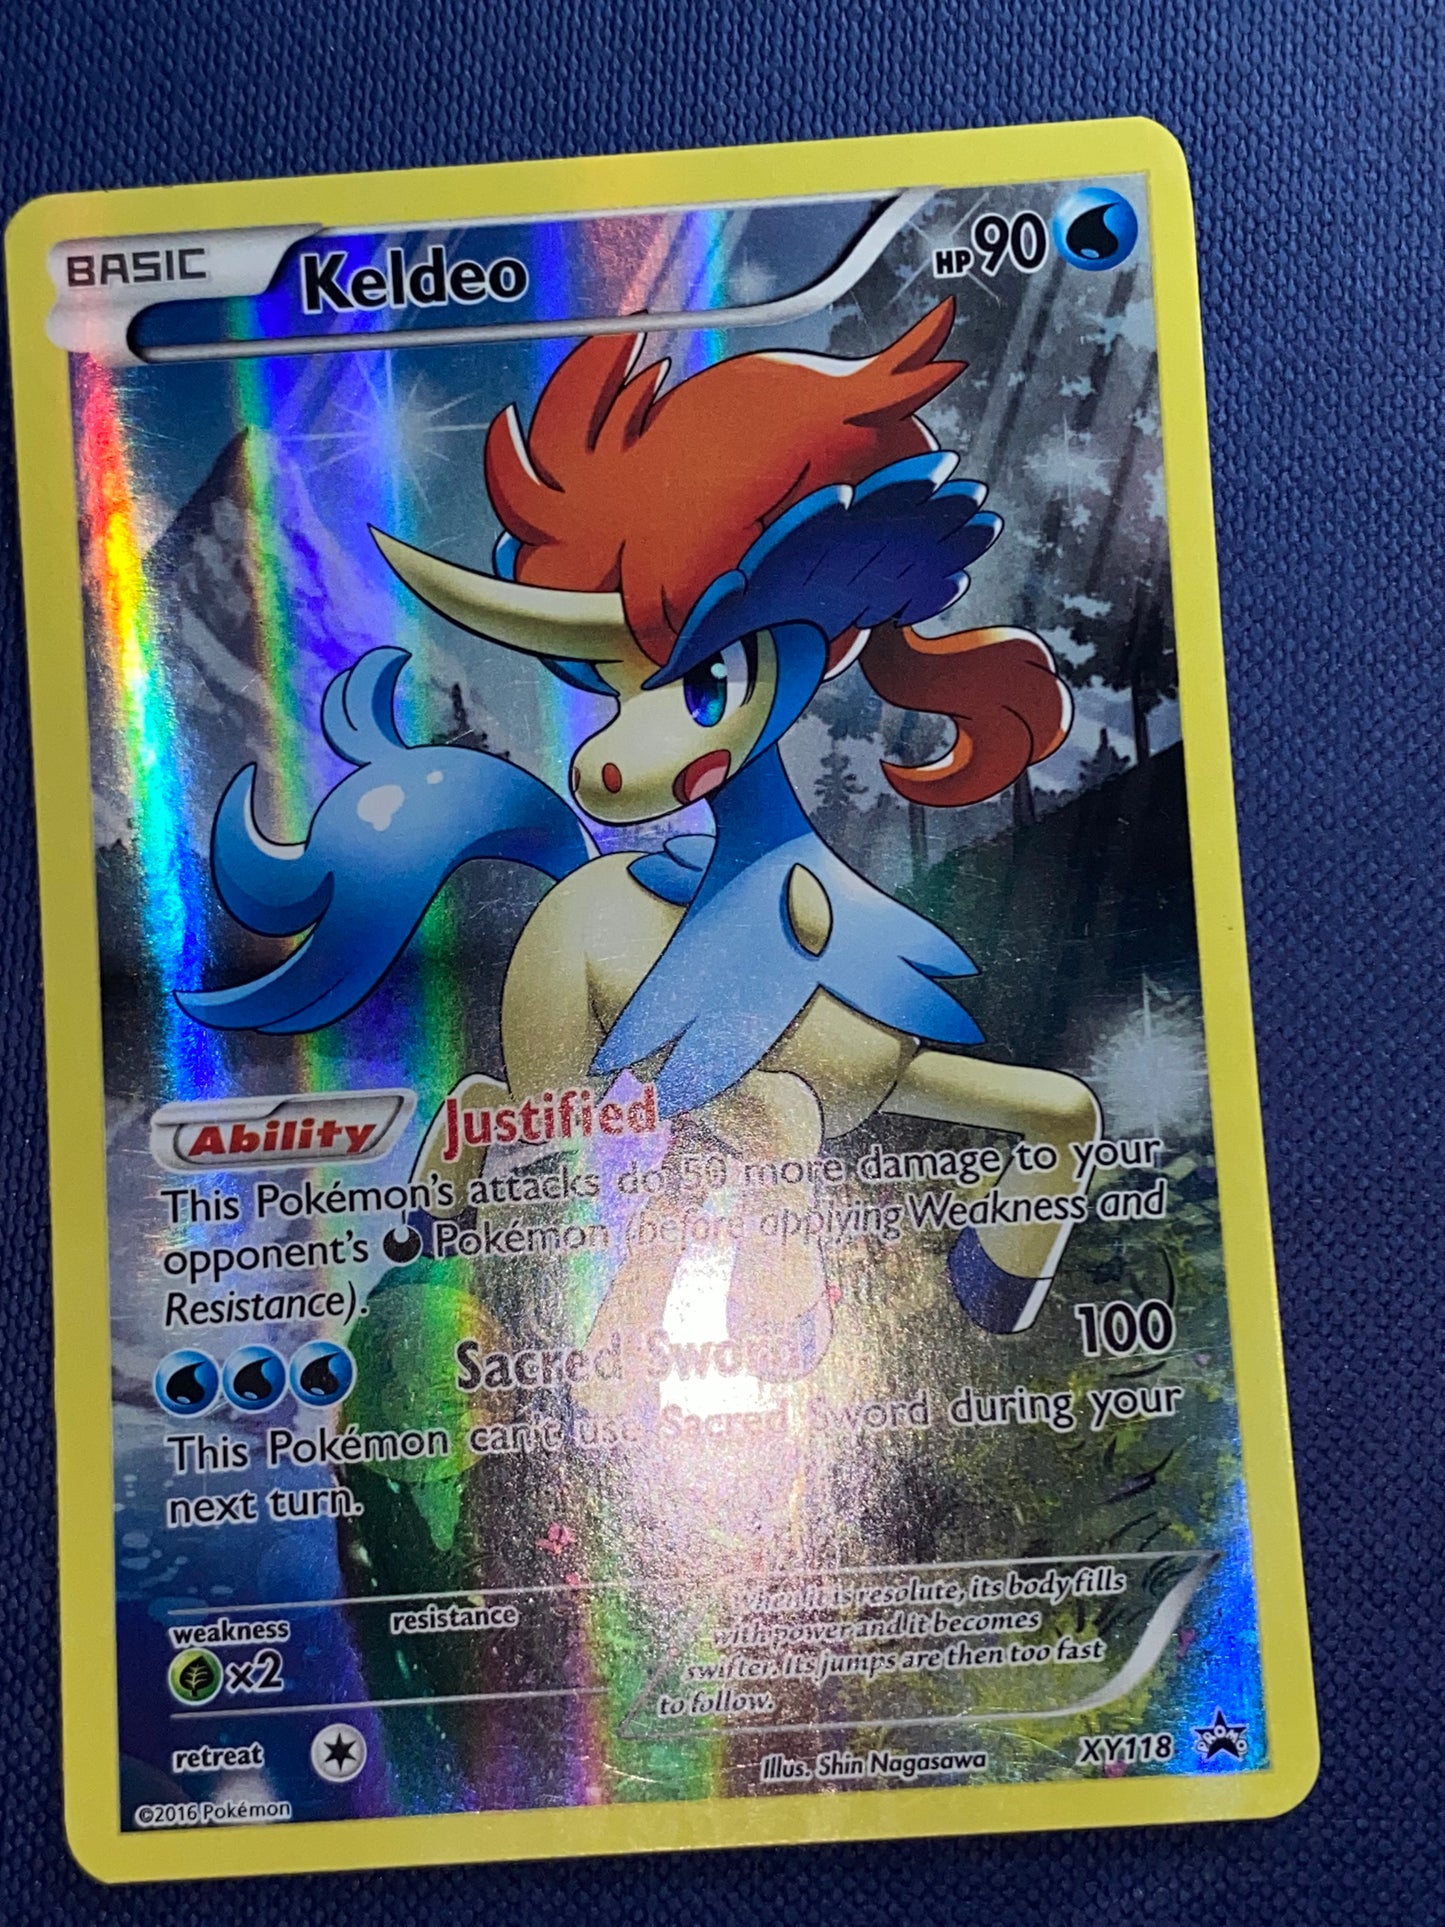 BASIC Keldeo HP90
Ability Justified
This Pokémon's attacks do 50 more damage to your
opponent's Pokémon (before applying Weakness and
Resistance).
Sacred Sword 100
This Pokémon can't use Sacred Sword during your
next turn.
When it is resolute, its body fills
with power and it becomes
swifter. Its jumps are then too fast
to follow.
weakness resistance
×2
retreat
Illus. Shin Nagasawa XY118 PROMO
©2016 Pokémon